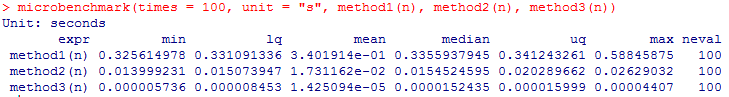 > microbenchmark(times = 100, unit = "s", method1(n), method2(n), method3(n))
Unit: seconds
expr min lq mean median uq max neval
method1(n) 0.325614978 0.331091336 3.401914e-01 0.3355937945 0.341243261 0.58845875 100
method2(n) 0.013999231 0.015073947 1.731162e-02 0.0154524595 0.020289662 0.02629032 100
method3(n) 0.000005736 0.000008453 1.425094e-05 0.0000152435 0.000015999 0.00004407 100